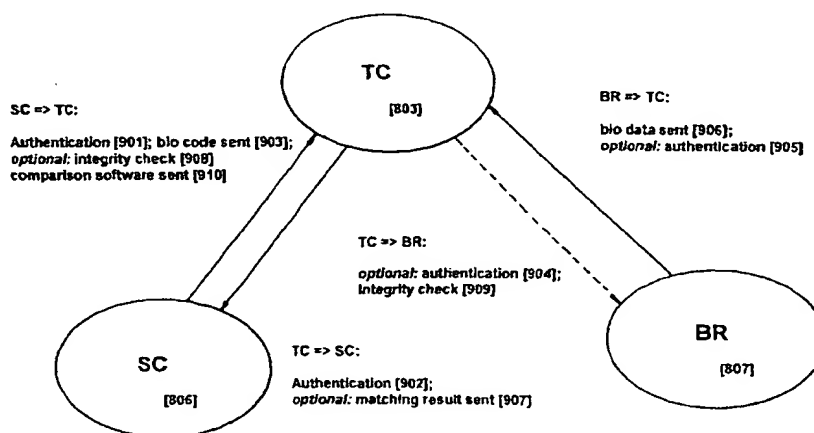 TC
[803]
SC => TC:
Authentication [901]; bio code sent [903];
optional: integrity check [908]
comparison software sent [910]
BR => TC:
bio data sent [906];
optional: authentication [905]
TC => BR:
optional: authentication [904];
Integrity check [909]
SC
[806]
TC => SC:
Authentication [902];
optional: matching result sent [907]
BR
[807]